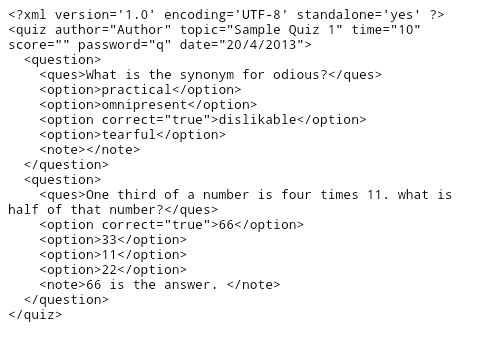 <?xml version='1.0' encoding='UTF-8' standalone='yes' ?>
<quiz author="Author" topic="Sample Quiz 1" time="10"
score="" password="q" date="20/4/2013">
  <question>
    <ques>What is the synonym for odious?</ques>
    <option>practical</option>
    <option>omnipresent</option>
    <option correct="true">dislikable</option>
    <option>tearful</option>
    <note></note>
  </question>
  <question>
    <ques>One third of a number is four times 11. what is
half of that number?</ques>
    <option correct="true">66</option>
    <option>33</option>
    <option>11</option>
    <option>22</option>
    <note>66 is the answer. </note>
  </question>
</quiz>